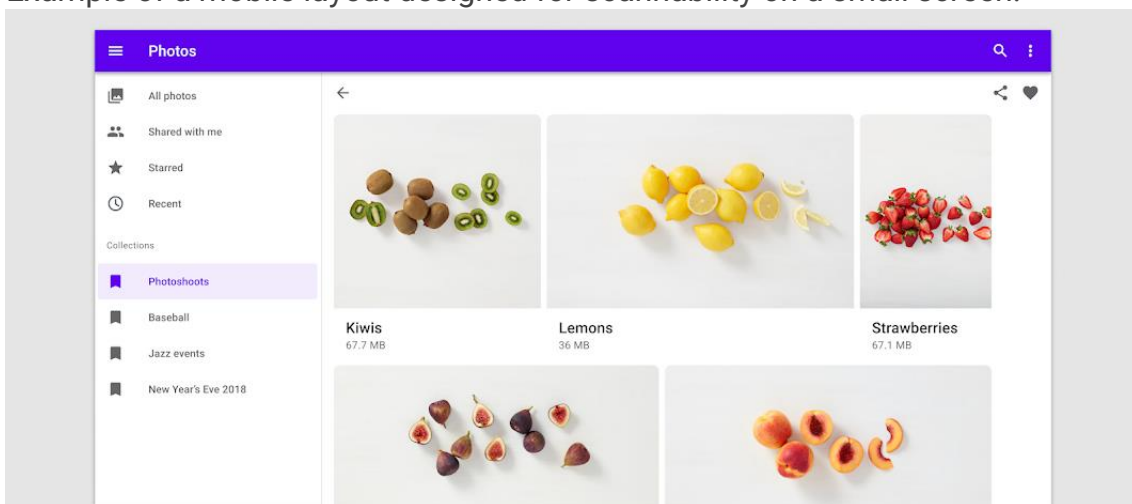 Example of a mobile layout designed for scannability on a small screen.
Photos
All photos
Shared with me
Starred
Recent
Collections
Photoshoots
Baseball
Jazz events
New Year's Eve 2018
Kiwis
67.7 MB
Lemons
36 MB
Strawberries
67.1 MB